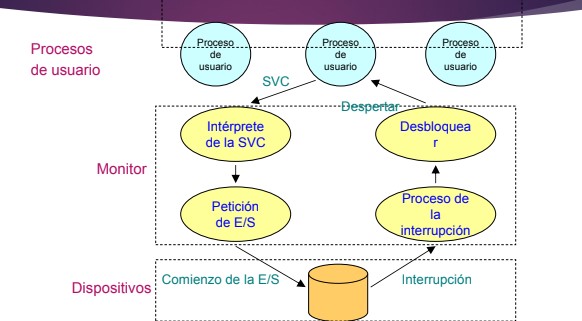 Procesos
de usuario
Proceso
de
usuario
Proceso
de
usuario
Proceso
de
usuario
SVC
Despertar
Intérprete
de la SVC
Desbloquea
r
Monitor
Petición
de E/S
Proceso de
la
interrupción
Dispositivos
Comienzo de la E/S
Interrupción